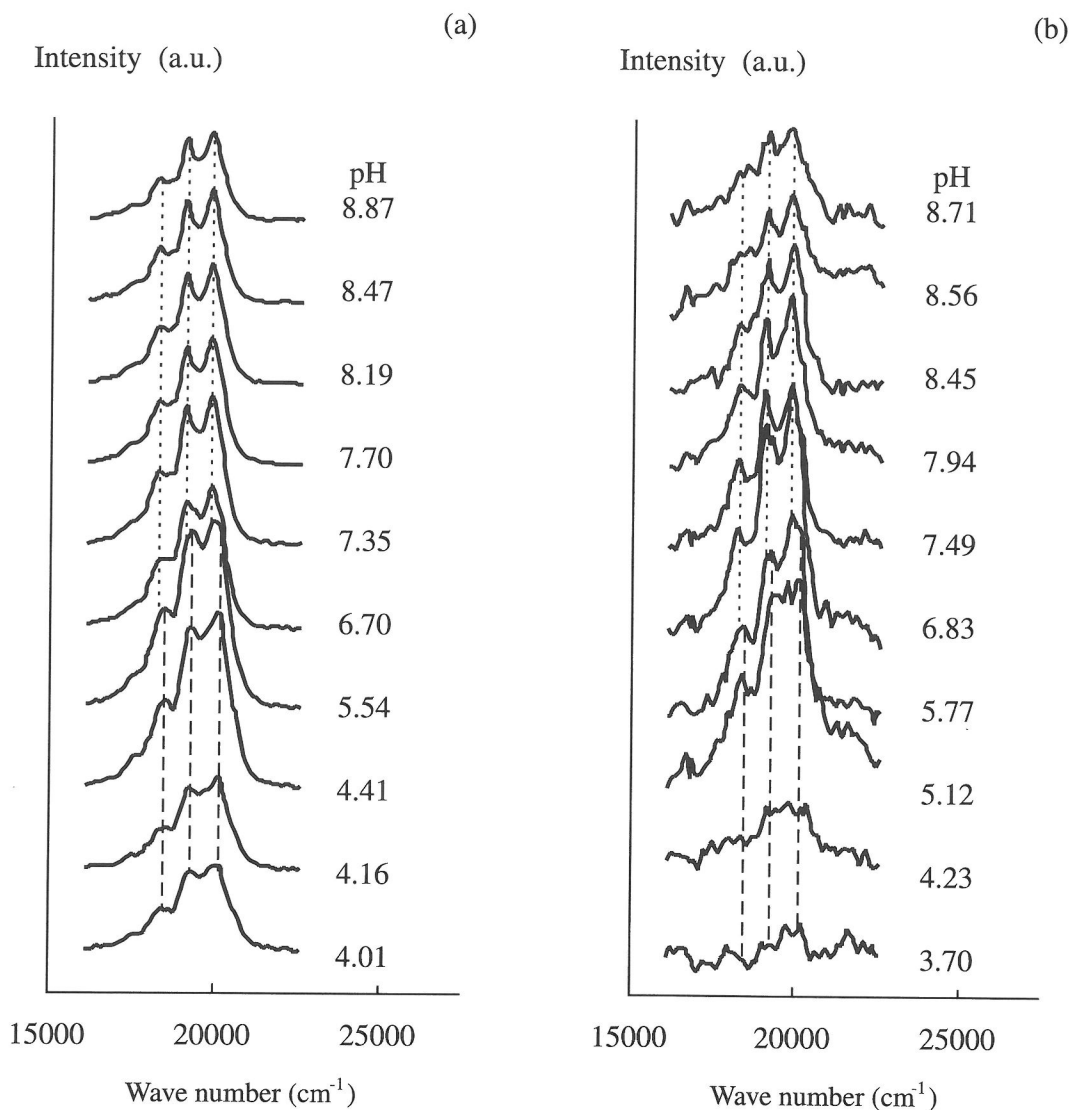 (a)
Intensity (a.u.)
pH
8.87
8.47
8.19
7.70
7.35
6.70
5.54
4.41
4.16
4.01
15000 20000 25000
Wave number (cm⁻¹)
(b)
Intensity (a.u.)
pH
8.71
8.56
8.45
7.94
7.49
6.83
5.77
5.12
4.23
3.70
15000 20000 25000
Wave number (cm⁻¹)